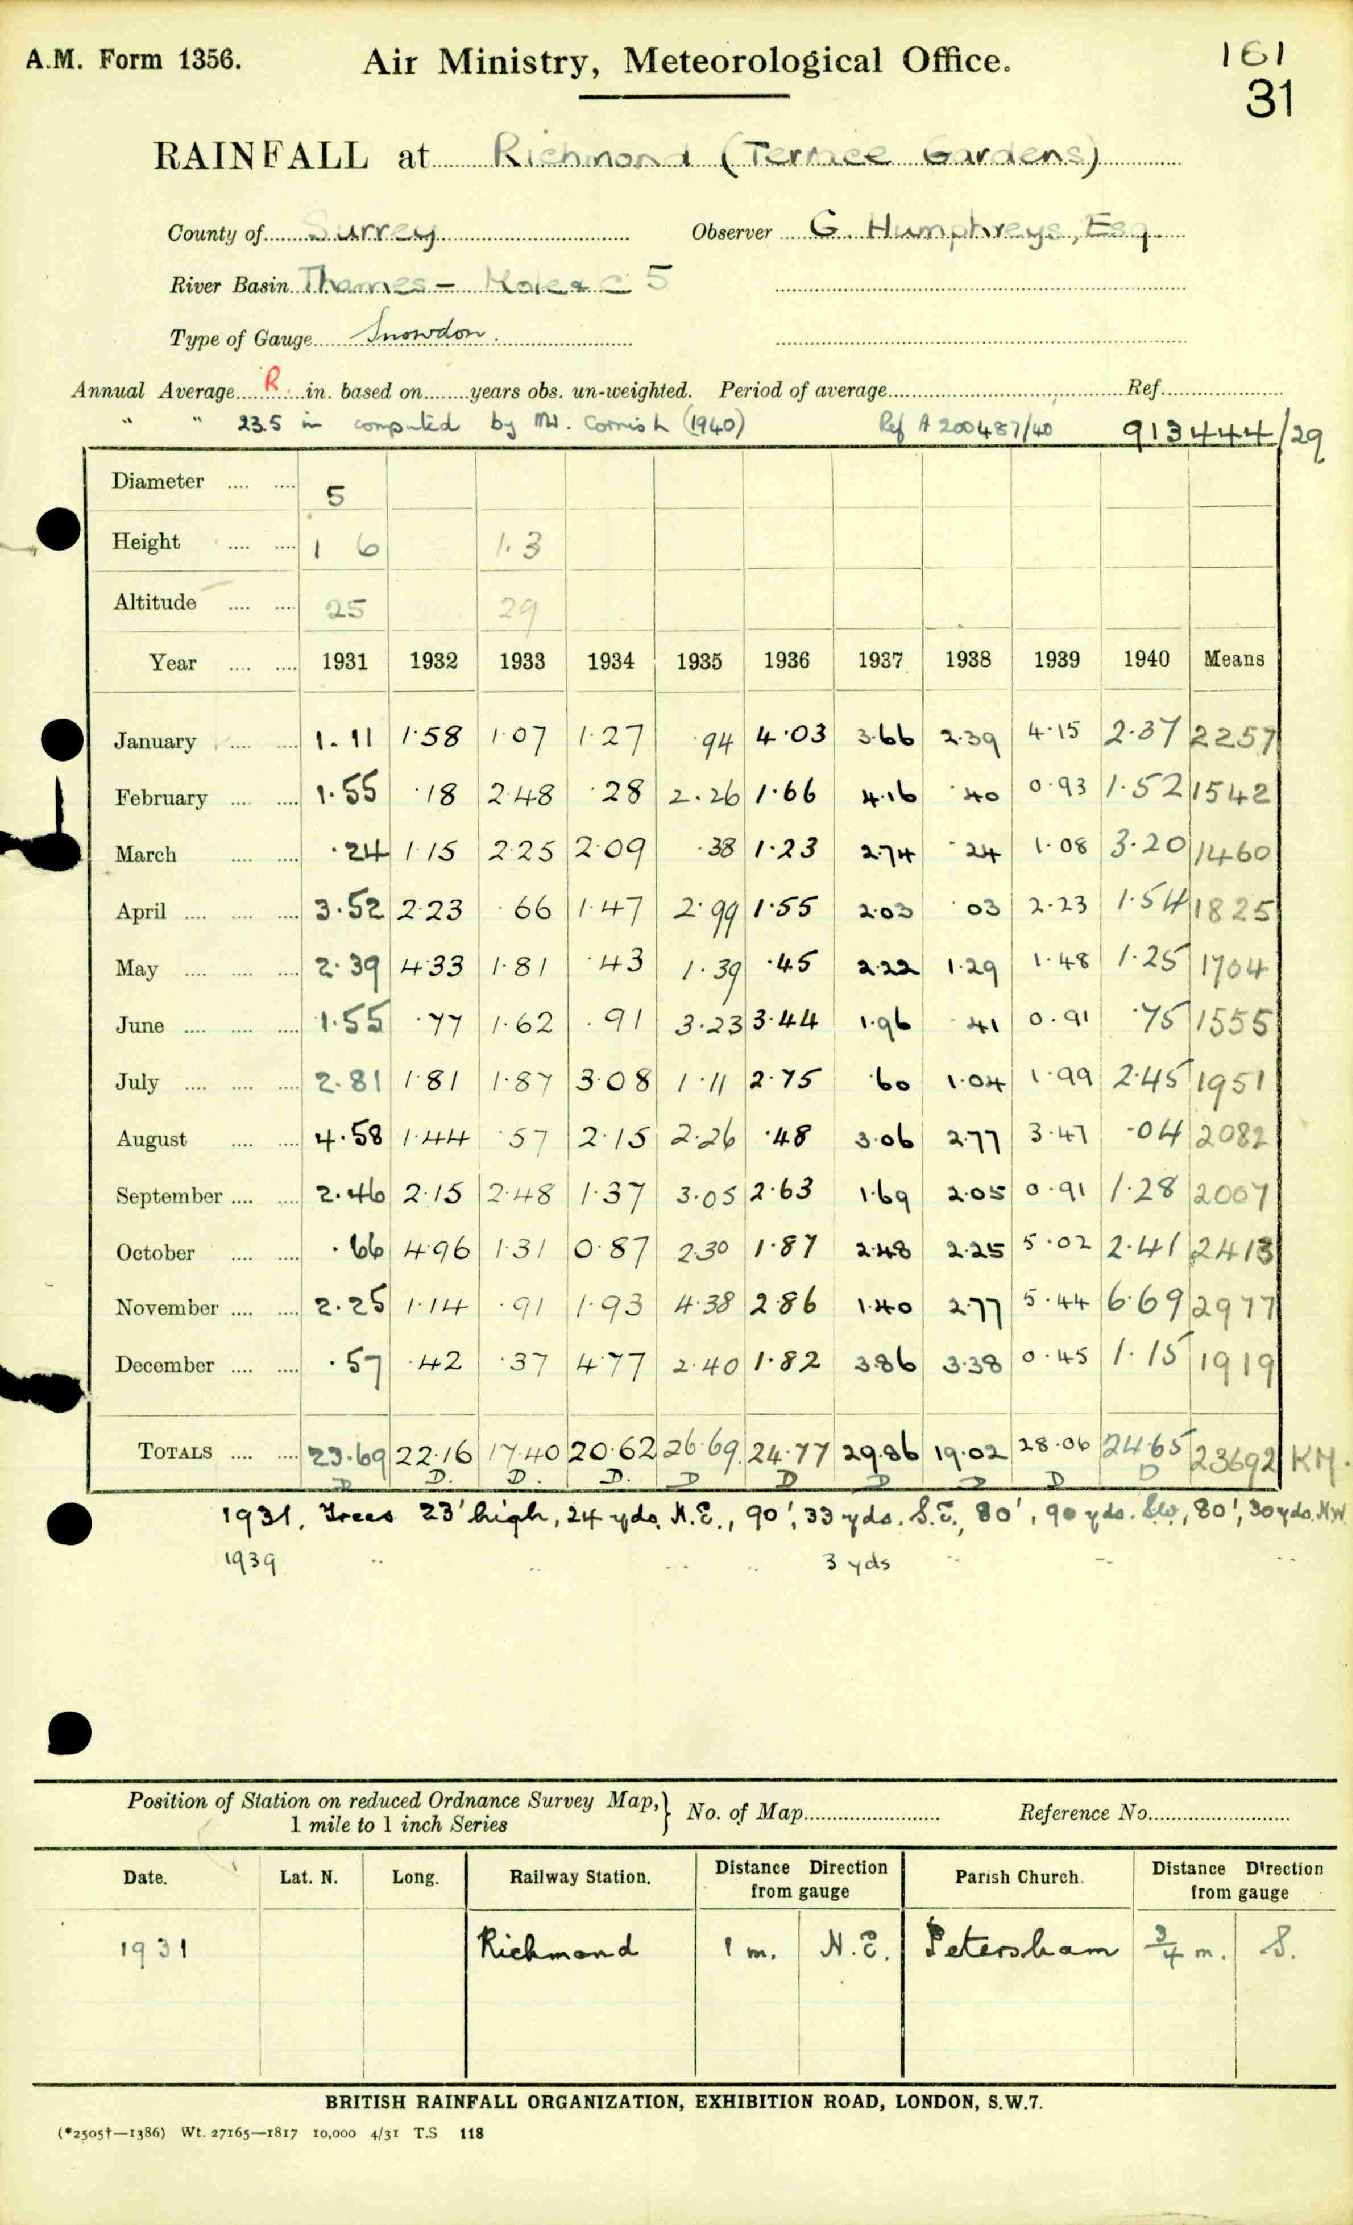 A.M. Form 1356. Air Ministry, Meteorological Office. 161
31
RAINFALL at Richmond (Terrace Gardens)
County of Surrey Observer G. Humphreys, Esq.
River Basin Thames - Mole & C 5
Type of Gauge Snowdon.
Annual Average R. in. based on years obs. un-weighted. Period of average Ref.
" " 23.5 in computed by Mr. Cornish (1940) Ref A 200487/40 913444/29
Diameter 5
Height 1 6 1.3
Altitude 25 29
Year 1931 1932 1933 1934 1935 1936 1937 1938 1939 1940 Means
January 1.11 1.58 1.07 1.27 .94 4.03 3.66 2.39 4.15 2.37 2257
February 1.55 .18 2.48 .28 2.26 1.66 4.16 .40 0.93 1.52 1542
March .24 1.15 2.25 2.09 .38 1.23 2.74 .24 1.08 3.20 1460
April 3.52 2.23 .66 1.47 2.99 1.55 2.03 .03 2.23 1.54 1825
May 2.39 4.33 1.81 .43 1.39 .45 2.22 1.29 1.48 1.25 1704
June 1.55 .77 1.62 .91 3.23 3.44 1.96 .41 0.91 .75 1555
July 2.81 1.81 1.87 3.08 1.11 2.75 .60 1.04 1.99 2.45 1951
August 4.58 1.44 .57 2.15 2.26 .48 3.06 2.77 3.47 .04 2082
September 2.46 2.15 2.48 1.37 3.05 2.63 1.69 2.05 0.91 1.28 2007
October .66 4.96 1.31 0.87 2.30 1.87 2.48 2.25 5.02 2.41 2413
November 2.25 1.14 .91 1.93 4.38 2.86 1.40 2.77 5.44 6.69 2977
December .57 .42 .37 4.77 2.40 1.82 3.86 3.38 0.45 1.15 1919
TOTALS 23.69 22.16 17.40 20.62 26.69 24.77 29.86 19.02 28.06 24.65 23692 KM.
D D. D. D. D D D D D D
1931. Trees 23' high, 24 yds. N.E., 90', 33 yds. S.E., 80', 90 yds. SW, 80', 30 yds. NW
1939 " " " " 3 yds " " "
Position of Station on reduced Ordnance Survey Map, 1 mile to 1 inch Series } No. of Map Reference No.
Date. Lat. N. Long. Railway Station. Distance Direction from gauge Parish Church. Distance Direction from gauge
1931 Richmond 1 m. N.E. Petersham 3/4 m. S.
BRITISH RAINFALL ORGANIZATION, EXHIBITION ROAD, LONDON, S.W.7.
(*2505†—1386) Wt. 27165—1817 10,000 4/31 T.S 118